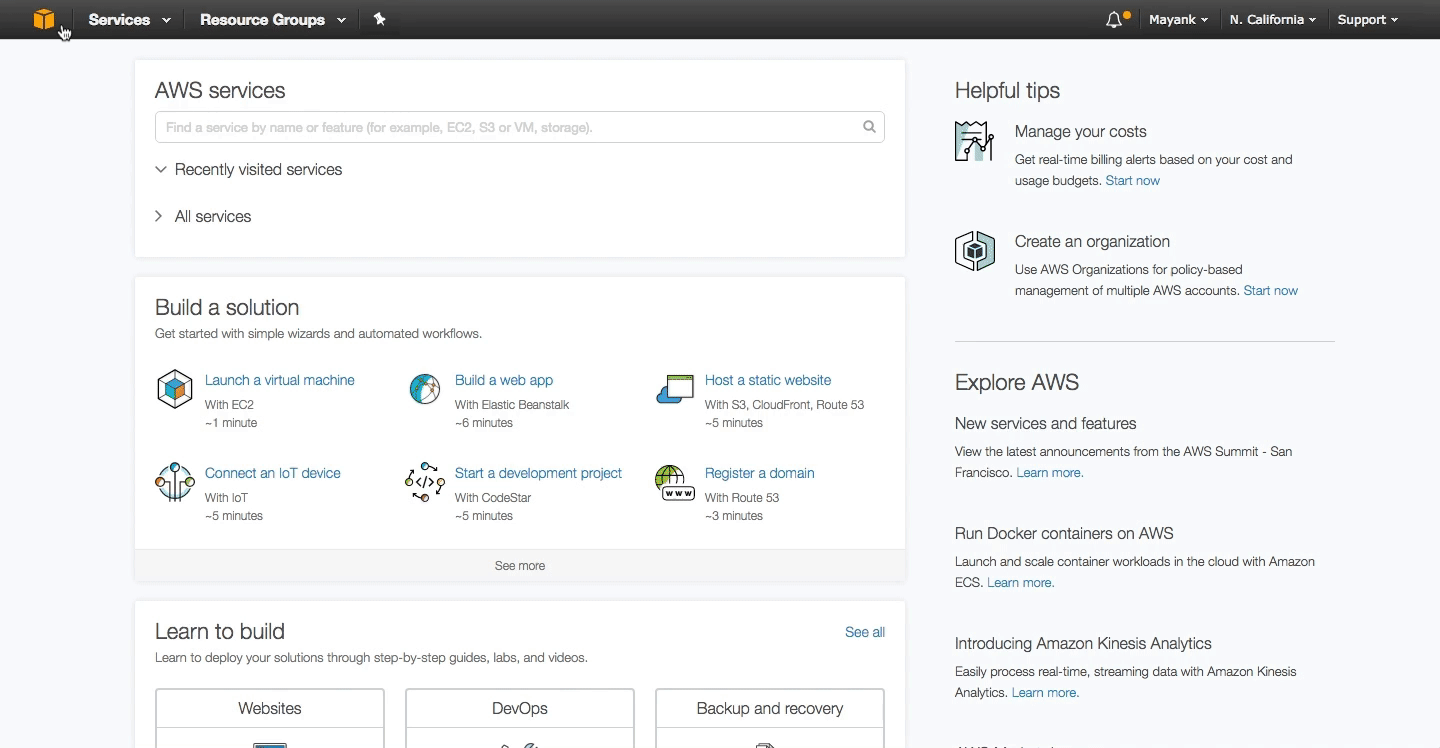 Services
Resource Groups
Mayank
N. California
Support
AWS services
Find a service by name or feature (for example, EC2, S3 or VM, storage).
Recently visited services
All services
Build a solution
Get started with simple wizards and automated workflows.
Launch a virtual machine
With EC2
~1 minute
Build a web app
With Elastic Beanstalk
~6 minutes
Host a static website
With S3, CloudFront, Route 53
~5 minutes
Connect an IoT device
With IoT
~5 minutes
Start a development project
With CodeStar
~5 minutes
www
Register a domain
With Route 53
~3 minutes
See more
Learn to build
See all
Learn to deploy your solutions through step-by-step guides, labs, and videos.
Websites
DevOps
Backup and recovery
Helpful tips
Manage your costs
Get real-time billing alerts based on your cost and
usage budgets. Start now
Create an organization
Use AWS Organizations for policy-based
management of multiple AWS accounts. Start now
Explore AWS
New services and features
View the latest announcements from the AWS Summit - San
Francisco. Learn more.
Run Docker containers on AWS
Launch and scale container workloads in the cloud with Amazon
ECS. Learn more.
Introducing Amazon Kinesis Analytics
Easily process real-time, streaming data with Amazon Kinesis
Analytics. Learn more.